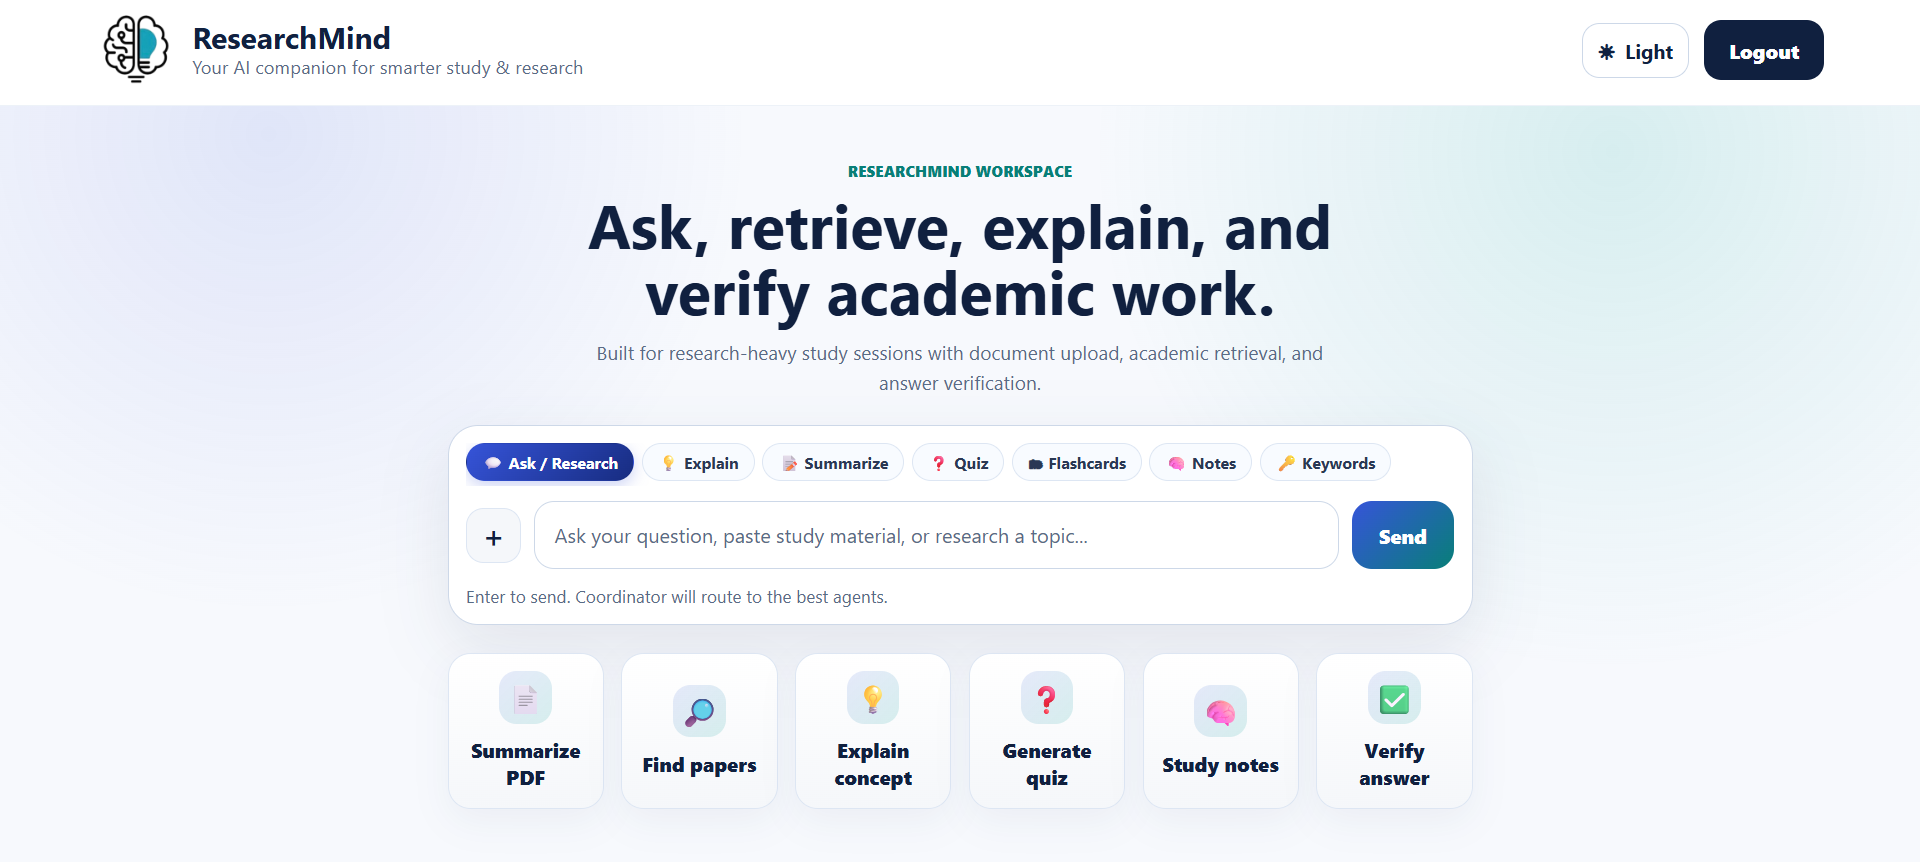 ResearchMind
Your AI companion for smarter study & research
Light
Logout
RESEARCHMIND WORKSPACE
Ask, retrieve, explain, and
verify academic work.
Built for research-heavy study sessions with document upload, academic retrieval, and
answer verification.
Ask / Research
Explain
Summarize
Quiz
Flashcards
Notes
Keywords
+
Ask your question, paste study material, or research a topic...
Send
Enter to send. Coordinator will route to the best agents.
Summarize
PDF
Find papers
Explain
concept
Generate
quiz
Study notes
Verify
answer